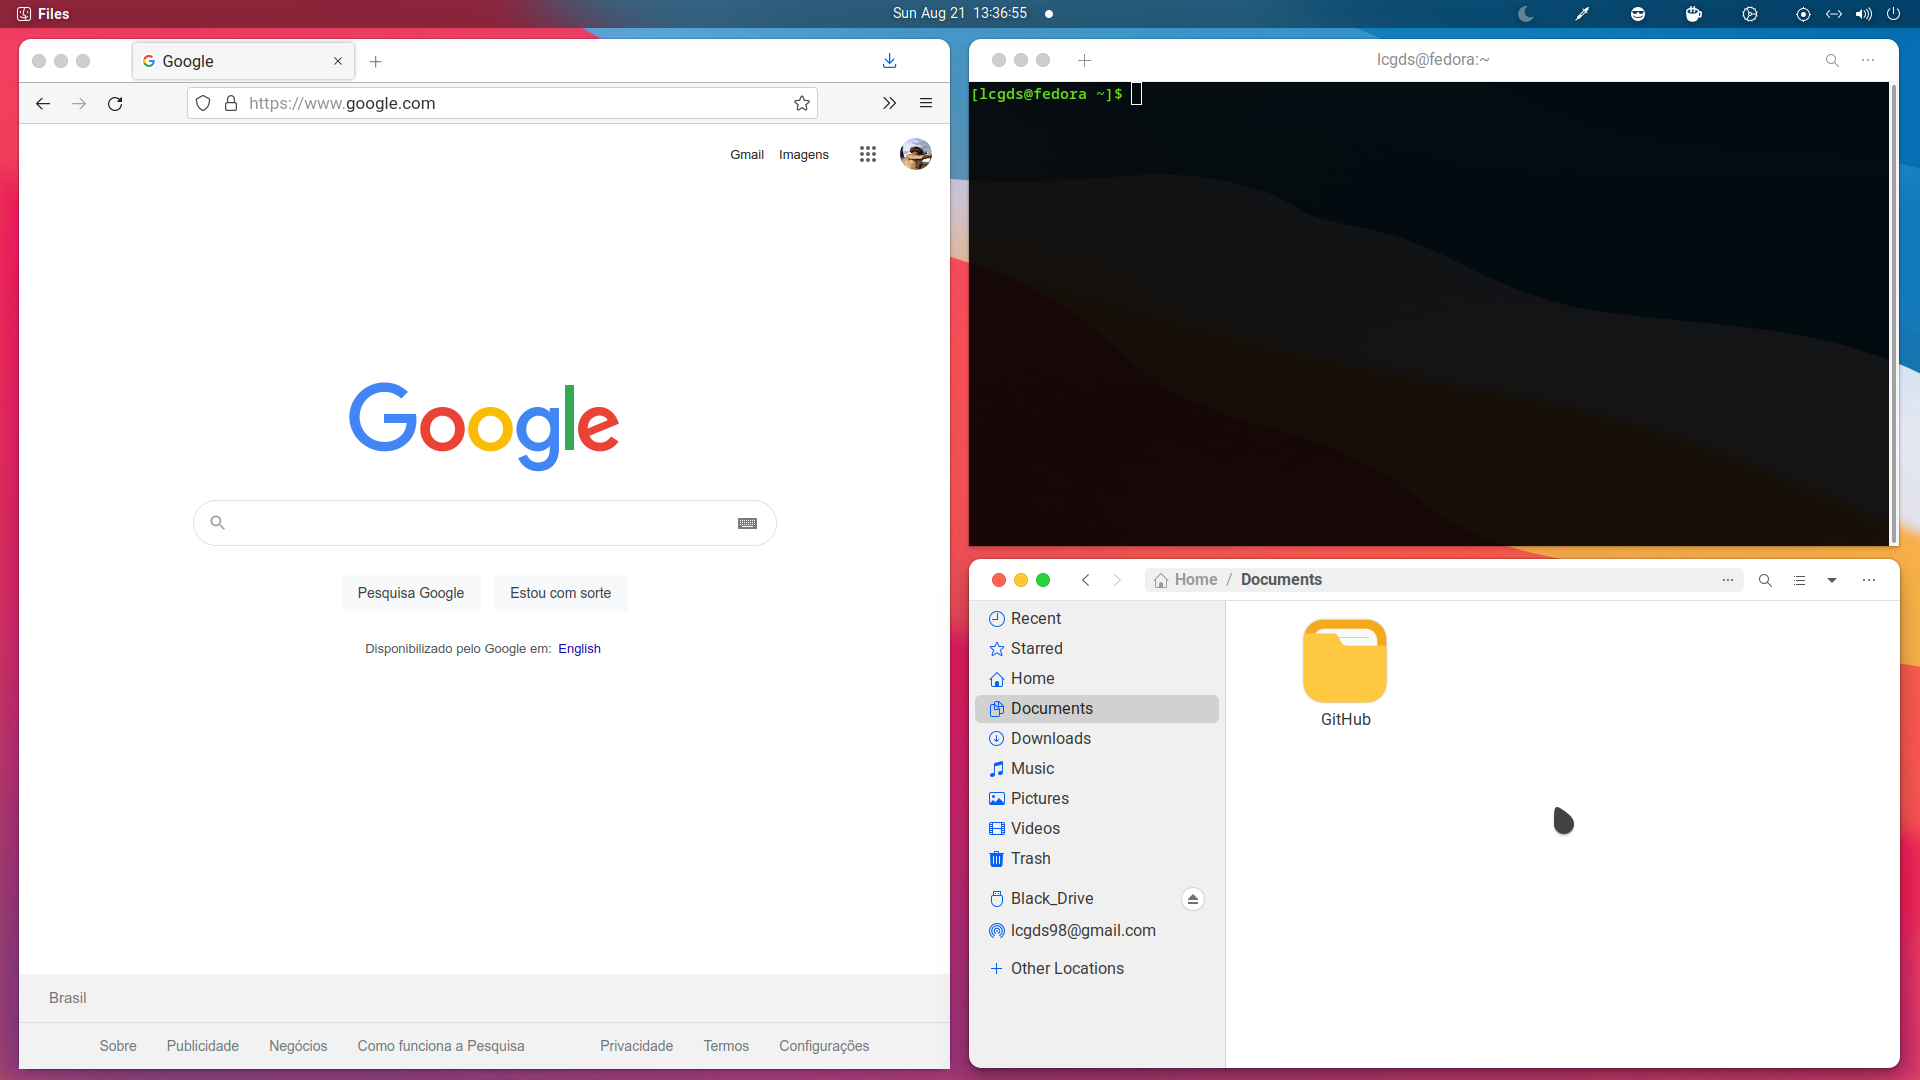 Files
Sun Aug 21 13:36:55
Google
https://www.google.com
Gmail Imagens
Google
Pesquisa Google Estou com sorte
Disponibilizado pelo Google em: English
Brasil
Sobre Publicidade Negócios Como funciona a Pesquisa Privacidade Termos Configurações
lcgds@fedora:~
[lcgds@fedora ~]$
Home / Documents
Recent
Starred
Home
Documents
Downloads
Music
Pictures
Videos
Trash
Black_Drive
lcgds98@gmail.com
Other Locations
GitHub